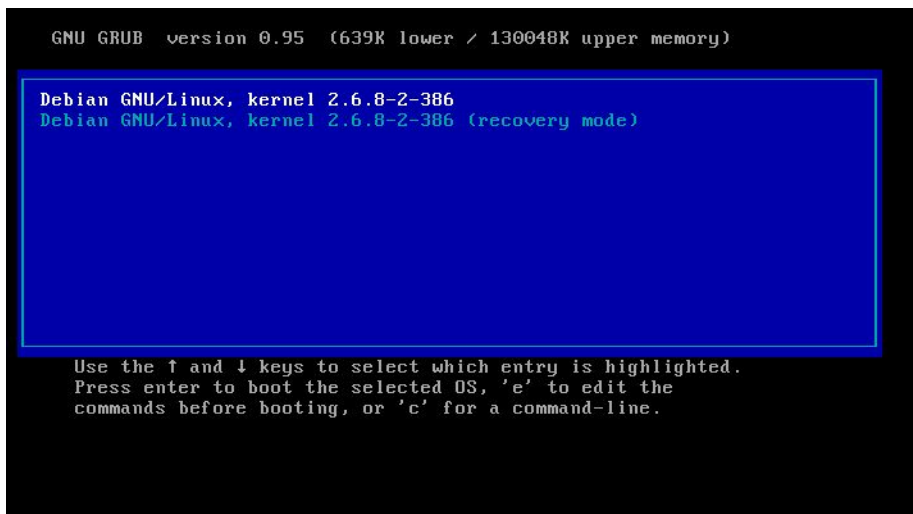 GNU GRUB version 0.95 (639K lower / 130048K upper memory)
Debian GNU/Linux, kernel 2.6.8-2-386
Debian GNU/Linux, kernel 2.6.8-2-386 (recovery mode)
Use the ↑ and ↓ keys to select which entry is highlighted.
Press enter to boot the selected OS, 'e' to edit the
commands before booting, or 'c' for a command-line.